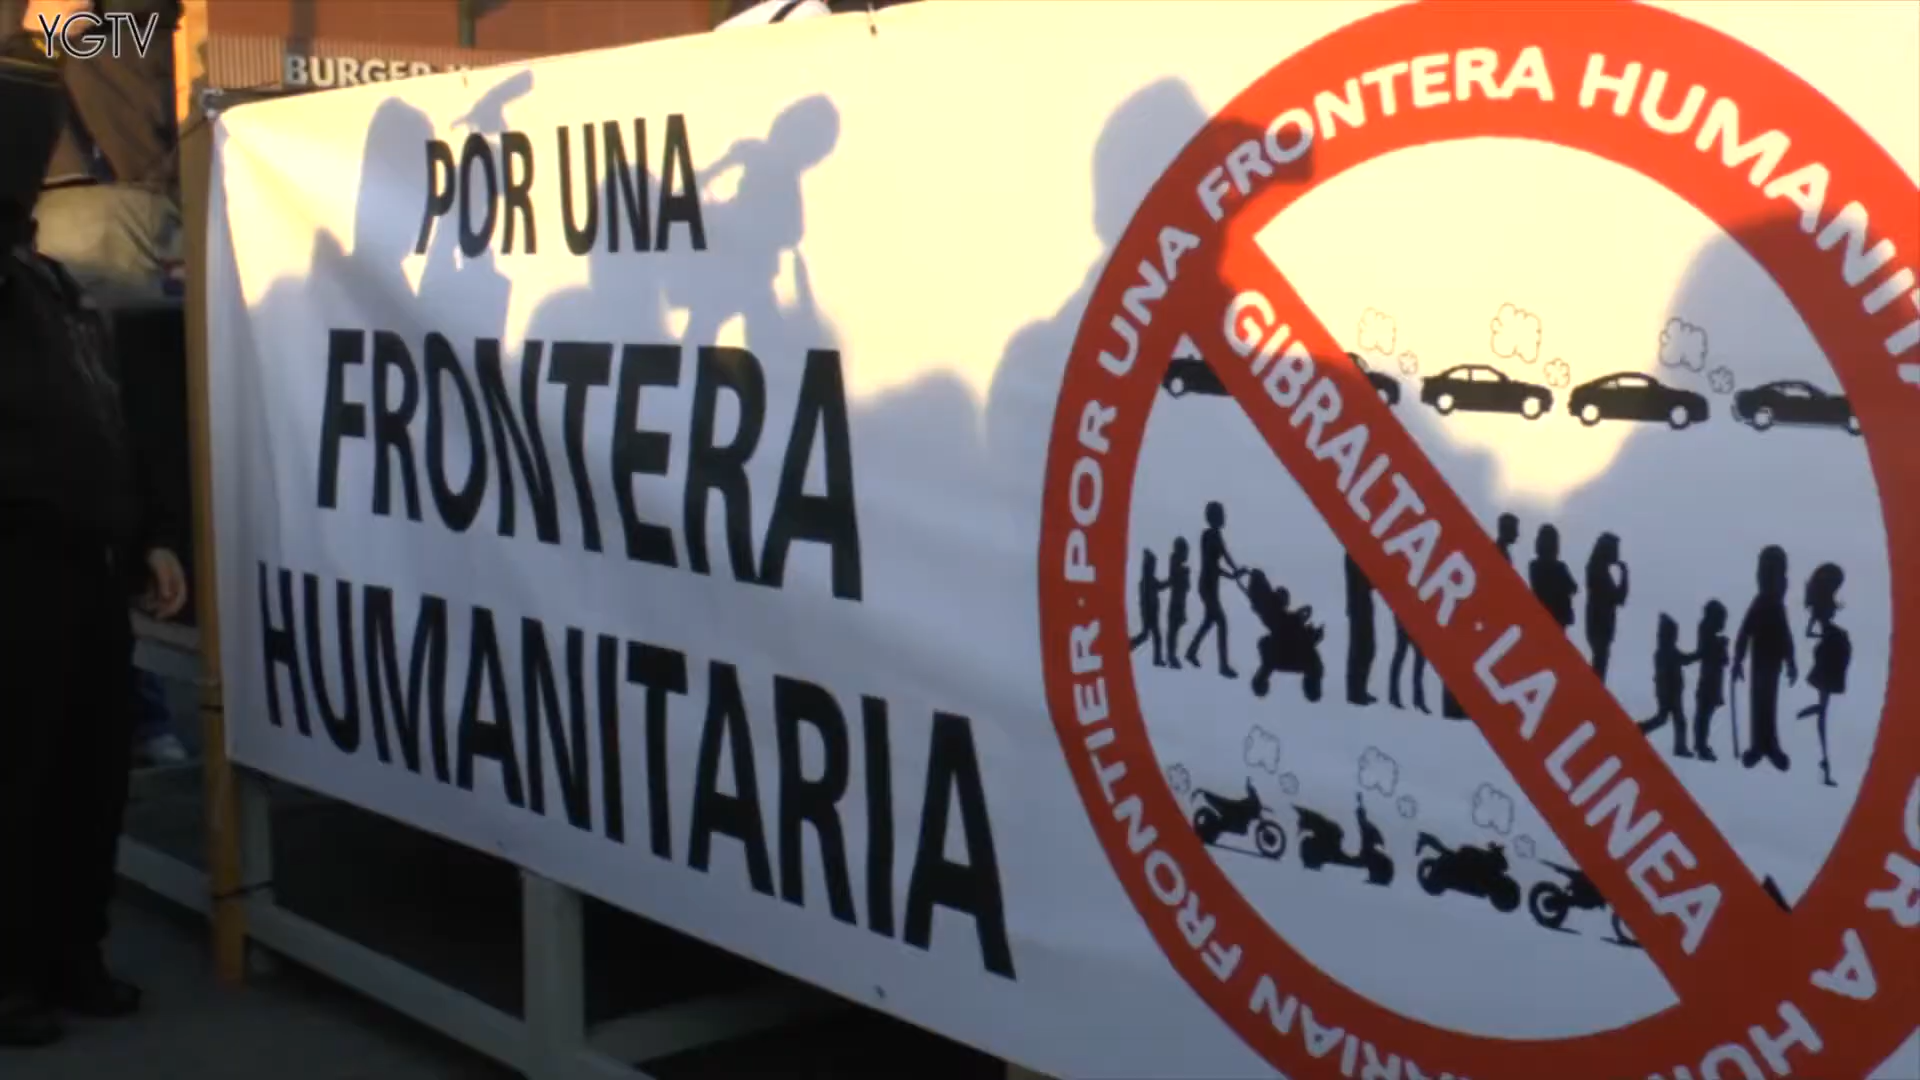 YGTV
BURGER
POR UNA
FRONTERA
HUMANITARIA
POR UNA FRONTERA HUMANITA
GIBRALTAR · LA LINEA
FRONTIER